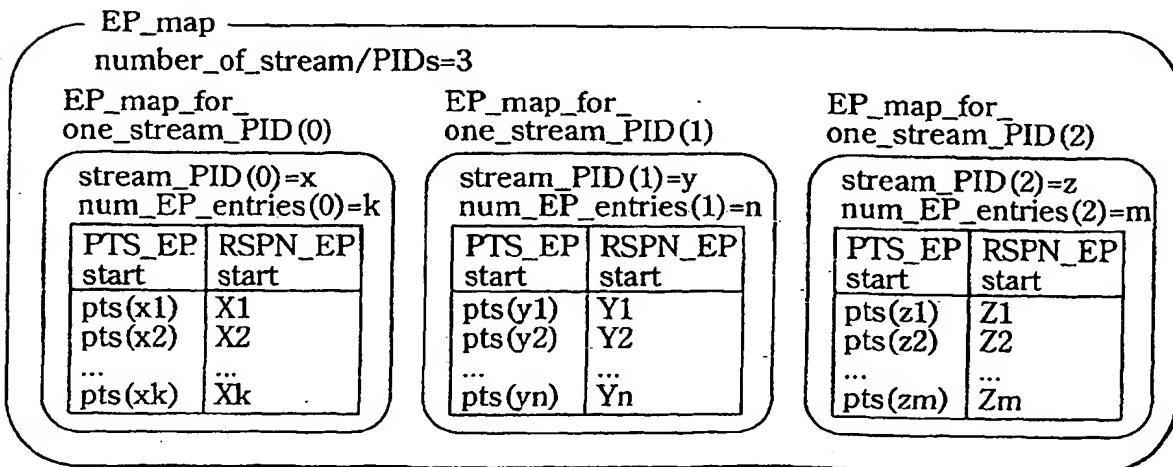 EP_map
number_of_stream/PIDs=3
EP_map_for_
one_stream_PID(0)
stream_PID(0)=x
num_EP_entries(0)=k
PTS_EP RSPN_EP
start start
pts(x1) X1
pts(x2) X2
... ...
pts(xk) Xk
EP_map_for_
one_stream_PID(1)
stream_PID(1)=y
num_EP_entries(1)=n
PTS_EP RSPN_EP
start start
pts(y1) Y1
pts(y2) Y2
... ...
pts(yn) Yn
EP_map_for_
one_stream_PID(2)
stream_PID(2)=z
num_EP_entries(2)=m
PTS_EP RSPN_EP
start start
pts(z1) Z1
pts(z2) Z2
... ...
pts(zm) Zm